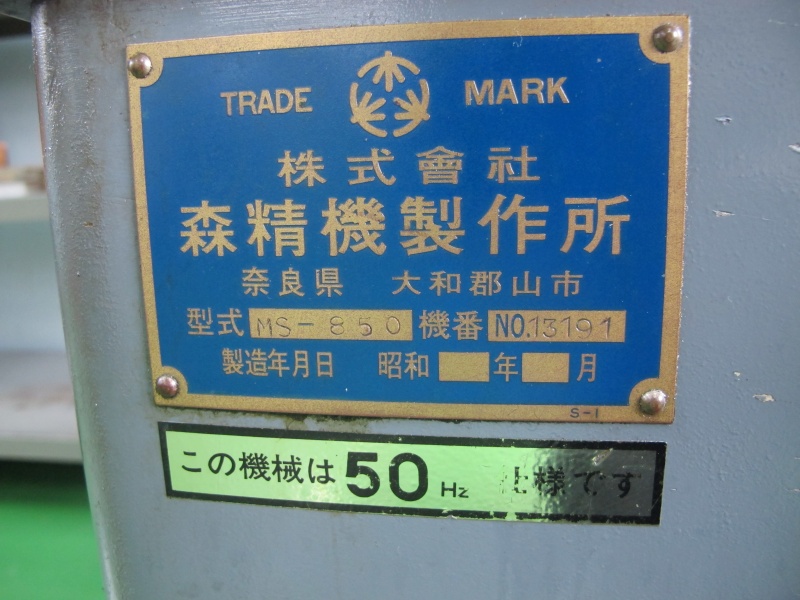 TRADE MARK
株式會社
森精機製作所
奈良県 大和郡山市
型式 MS-850 機番 NO.13191
製造年月日 昭和 年 月
S-1
この機械は 50 Hz 仕様です